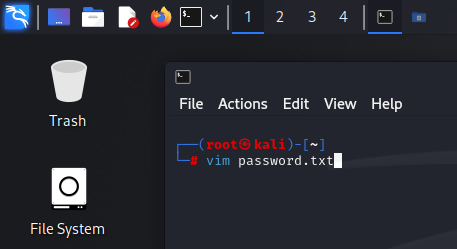 1 2 3 4
Trash
File System
File Actions Edit View Help
┌──(root㉿kali)-[~]
└─# vim password.txt